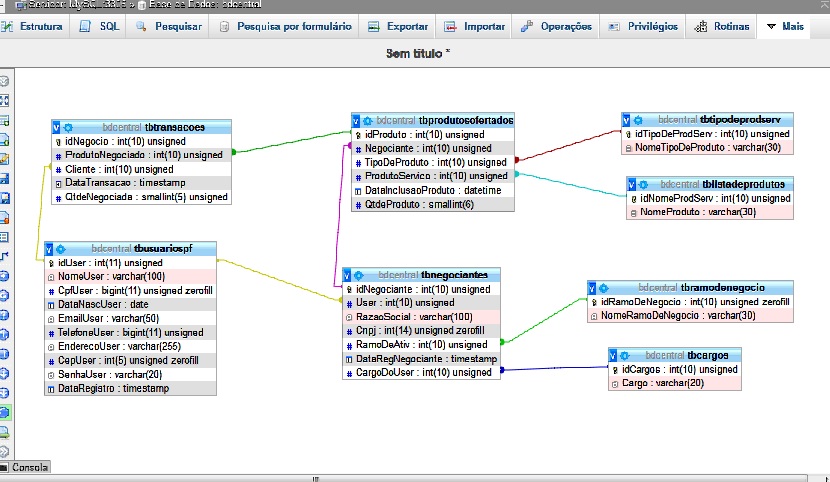 Servidor: MySQL:3306 » Base de Dados: bdcentral
Estrutura SQL Pesquisar Pesquisa por formulário Exportar Importar Operações Privilégios Rotinas Mais
Sem título *
bdcentral tbtransacoes
idNegocio : int(10) unsigned
ProdutoNegociado : int(10) unsigned
Cliente : int(10) unsigned
DataTransacao : timestamp
QtdeNegociada : smallint(5) unsigned
bdcentral tbprodutosofertados
idProduto : int(10) unsigned
Negociante : int(10) unsigned
TipoDeProduto : int(10) unsigned
ProdutoServico : int(10) unsigned
DataInclusaoProduto : datetime
QtdeProduto : smallint(6)
bdcentral tbtipodeprodserv
idTipoDeProdServ : int(10) unsigned
NomeTipoDeProduto : varchar(30)
bdcentral tblistadeprodutos
idNomeProdServ : int(10) unsigned
NomeProduto : varchar(30)
bdcentral tbusuariospf
idUser : int(11) unsigned
NomeUser : varchar(100)
CpfUser : bigint(11) unsigned zerofill
DataNascUser : date
EmailUser : varchar(50)
TelefoneUser : bigint(11) unsigned
EnderecoUser : varchar(255)
CepUser : int(5) unsigned zerofill
SenhaUser : varchar(20)
DataRegistro : timestamp
bdcentral tbnegociantes
idNegociante : int(10) unsigned
User : int(10) unsigned
RazaoSocial : varchar(100)
Cnpj : int(14) unsigned zerofill
RamoDeAtiv : int(10) unsigned
DataRegNegociante : timestamp
CargoDoUser : int(10) unsigned
bdcentral tbramodenegocio
idRamoDeNegocio : int(10) unsigned zerofill
NomeRamoDeNegocio : varchar(30)
bdcentral tbcargos
idCargos : int(10) unsigned
Cargo : varchar(20)
Consola